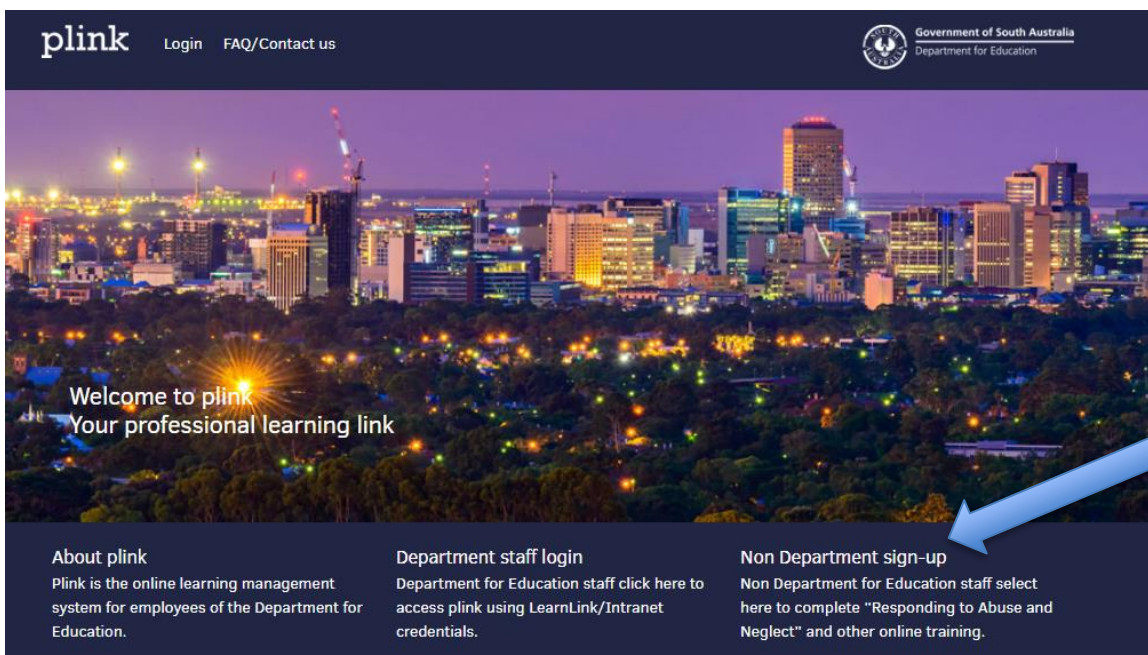 plink
Login FAQ/Contact us
Government of South Australia
Department for Education
SOUTH AUSTRALIA
Welcome to plink
Your professional learning link
About plink
Plink is the online learning management
system for employees of the Department for
Education.
Department staff login
Department for Education staff click here to
access plink using LearnLink/Intranet
credentials.
Non Department sign-up
Non Department for Education staff select
here to complete "Responding to Abuse and
Neglect" and other online training.